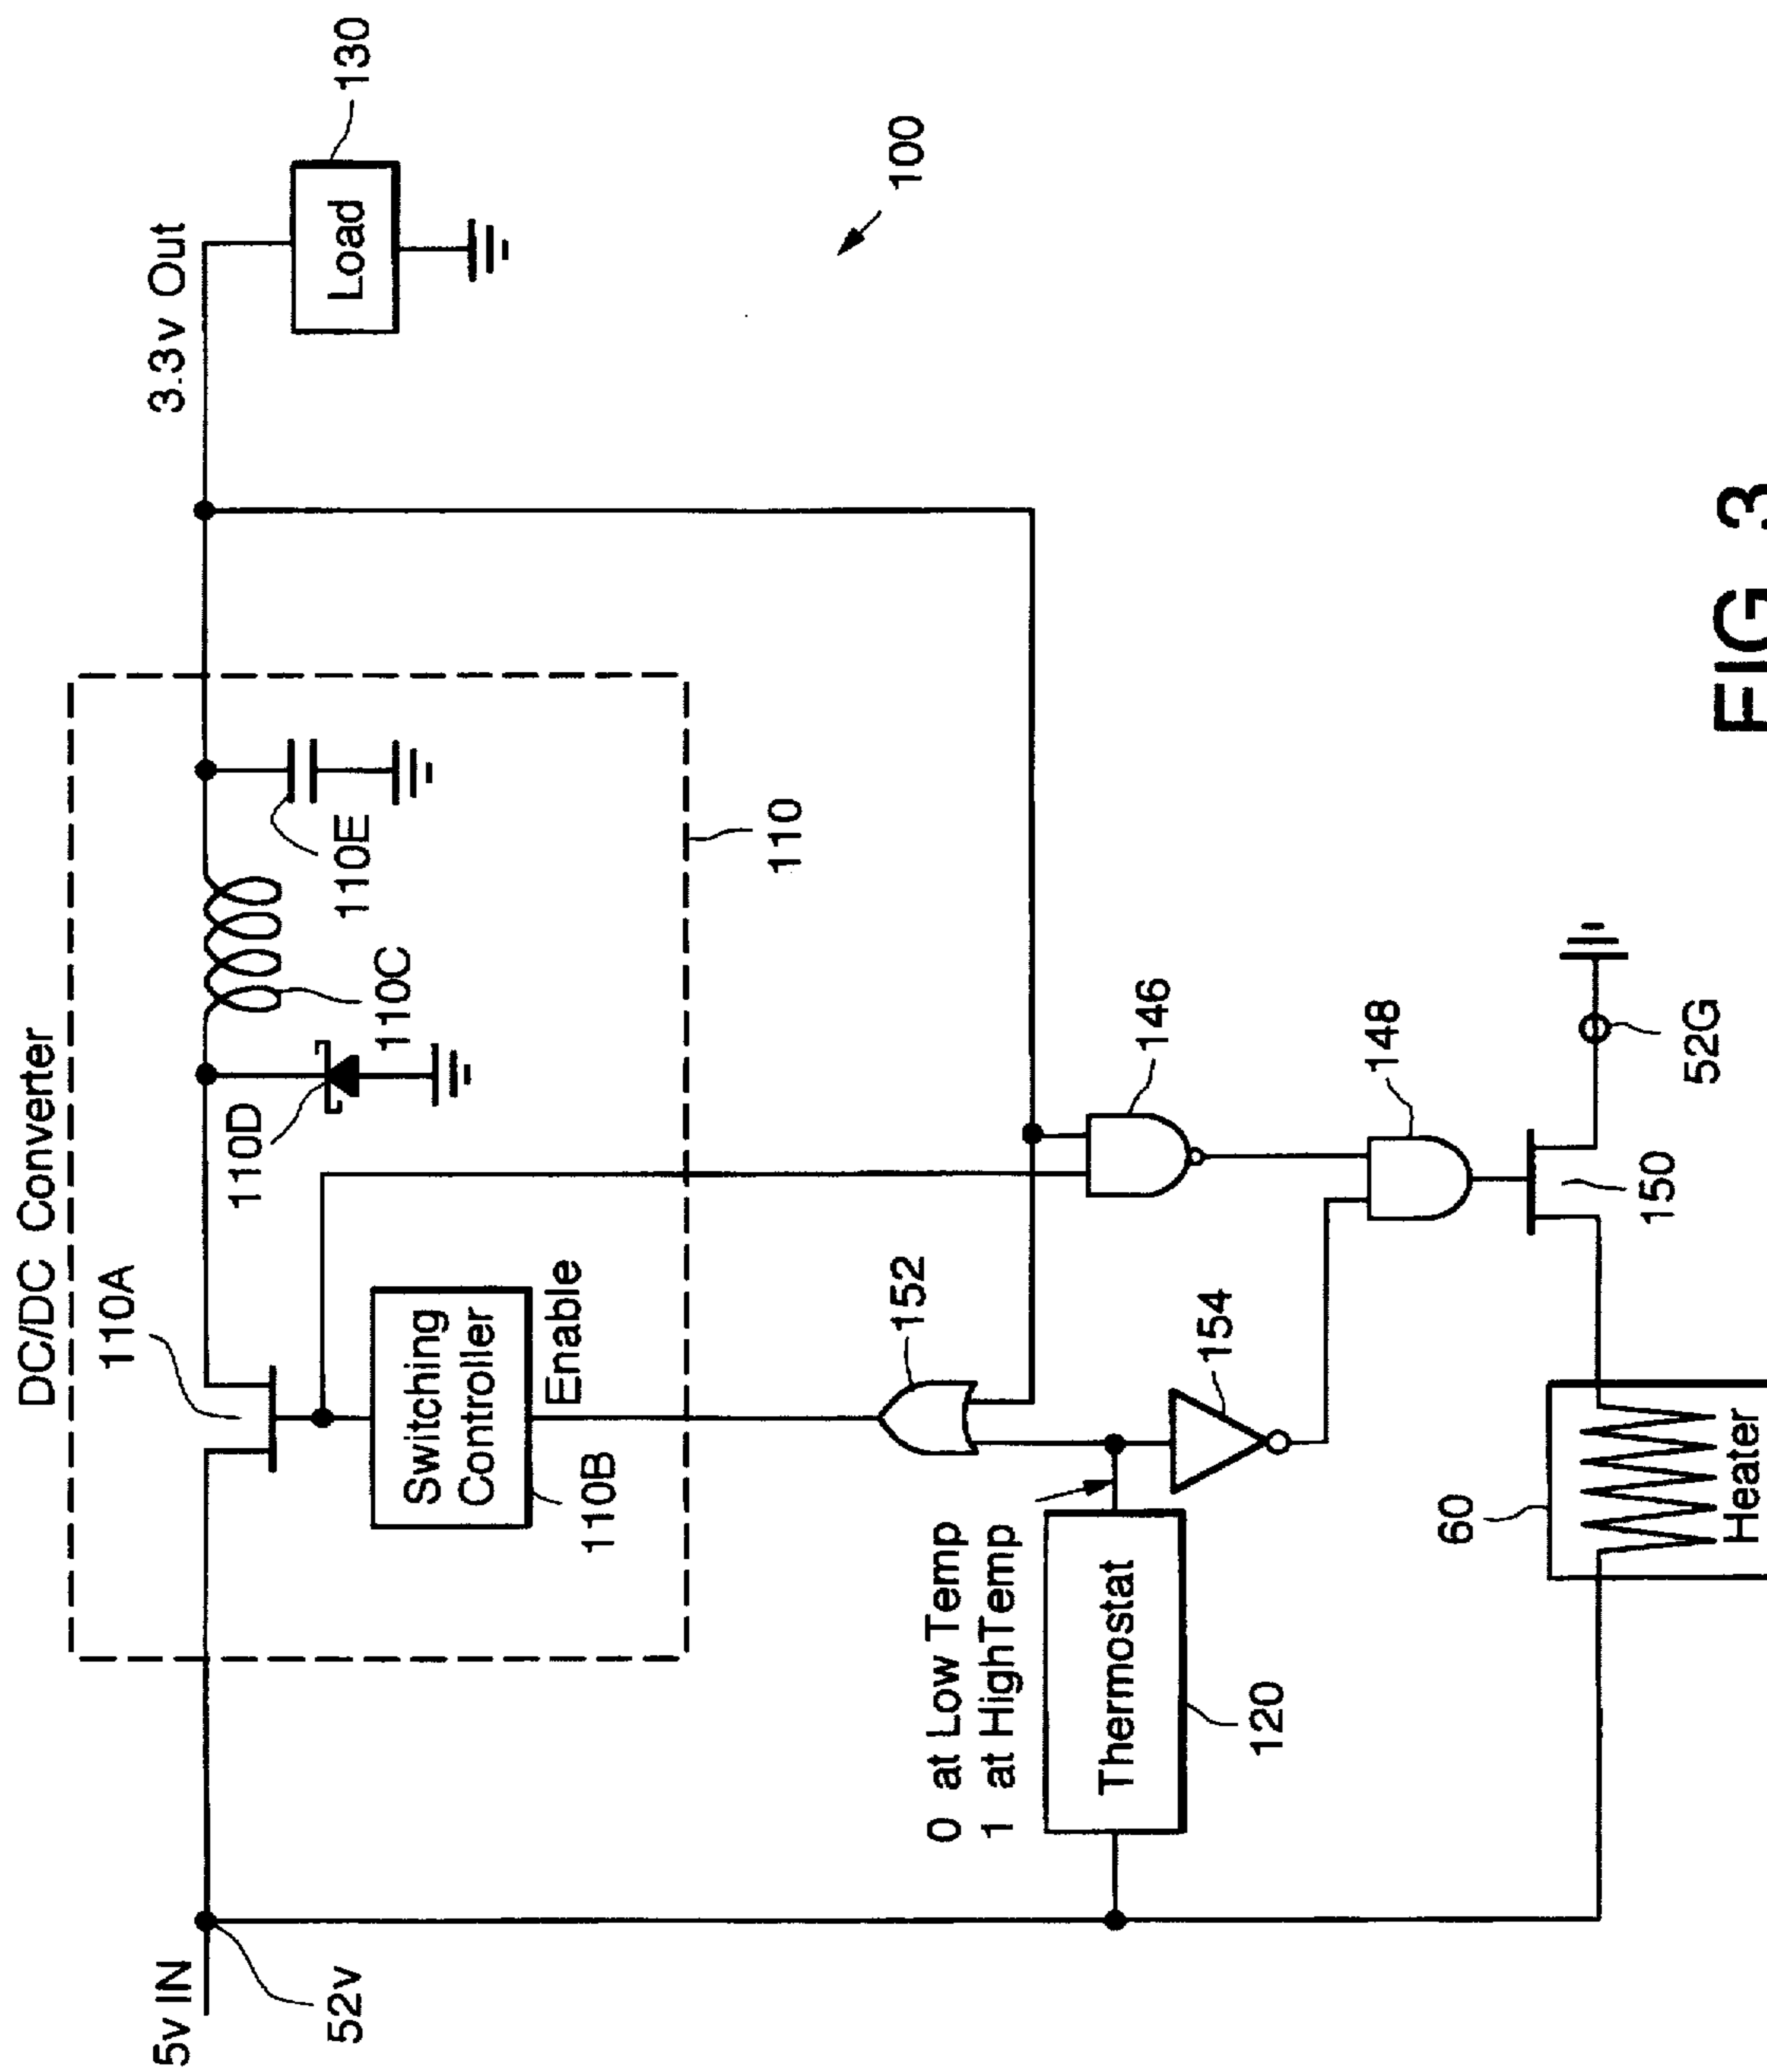 DC/DC Converter
5v IN
52v
110A
110D
110C
110E
3.3v Out
Load
130
Switching
Controller
110B
Enable
110
100
0 at Low Temp
1 at HighTemp
Thermostat
120
152
154
146
148
150
52G
60
Heater
FIG 3